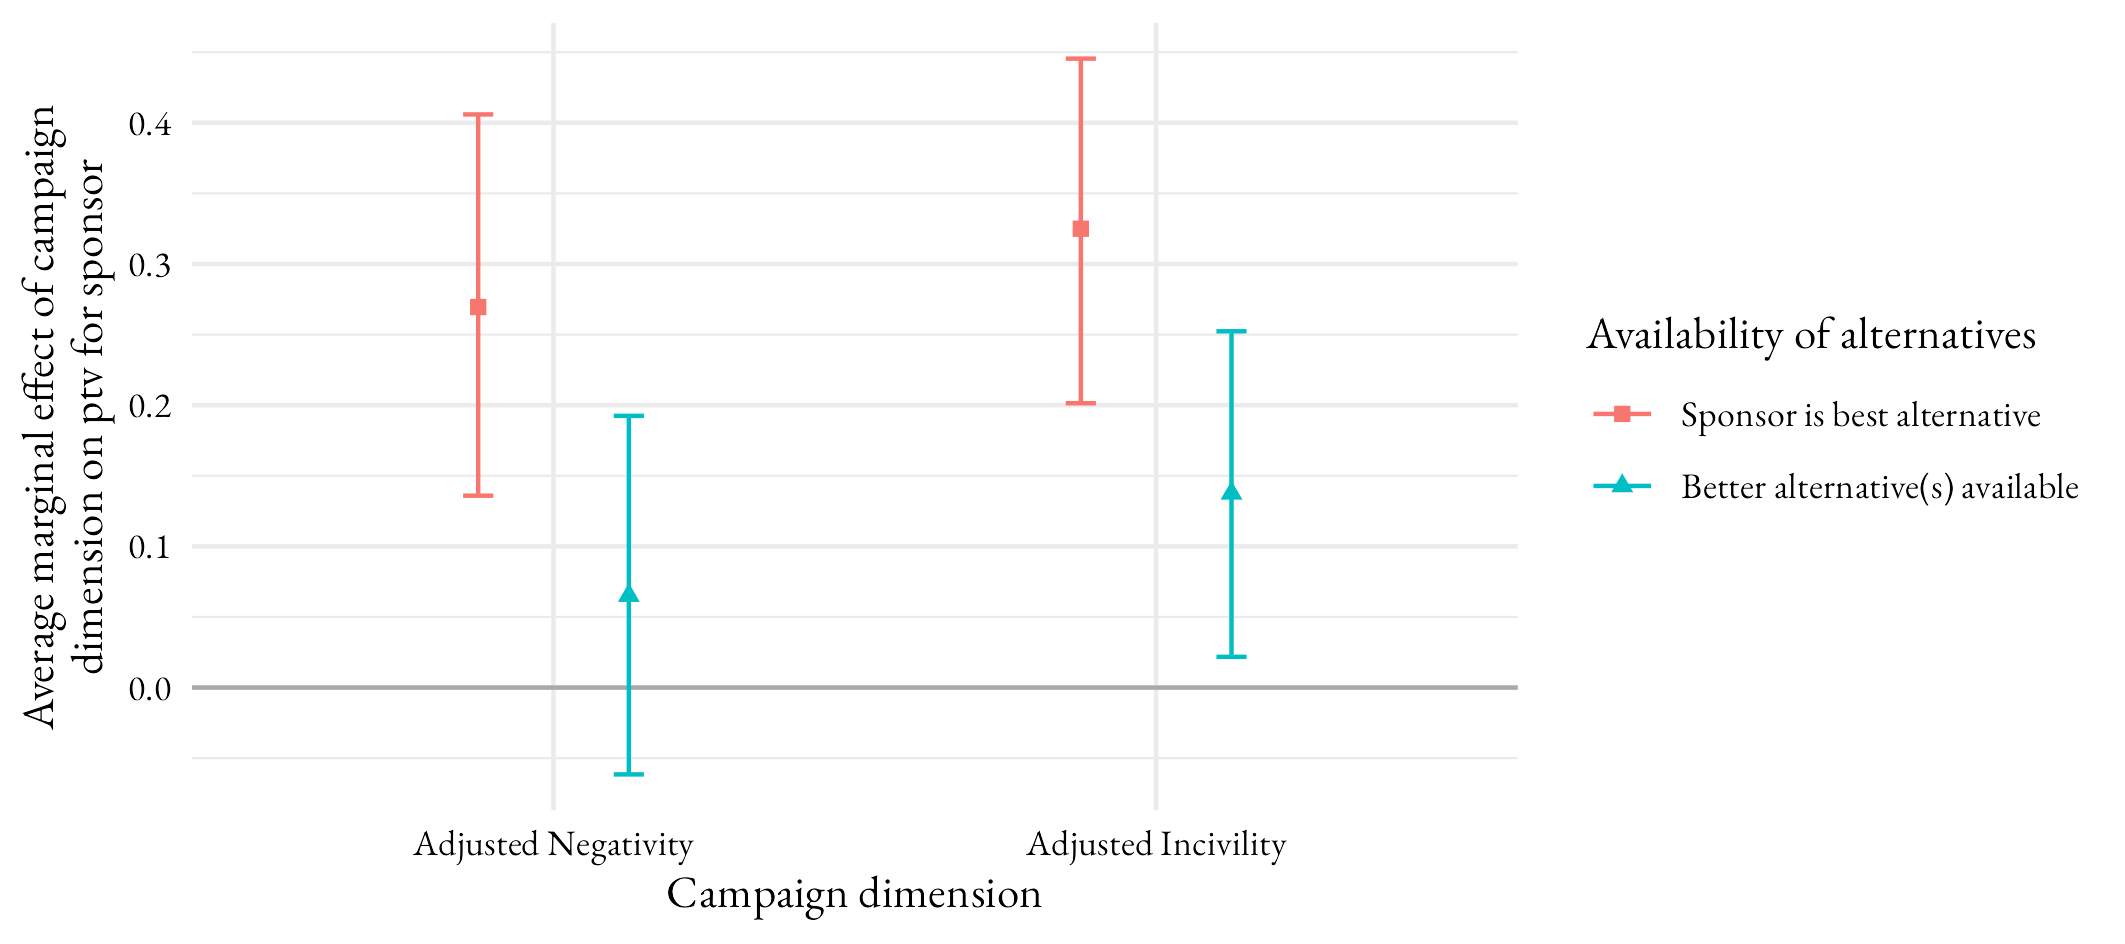 Average marginal effect of campaign
dimension on ptv for sponsor
0.4
0.3
0.2
0.1
0.0
Adjusted Negativity
Adjusted Incivility
Campaign dimension
Availability of alternatives
Sponsor is best alternative
Better alternative(s) available